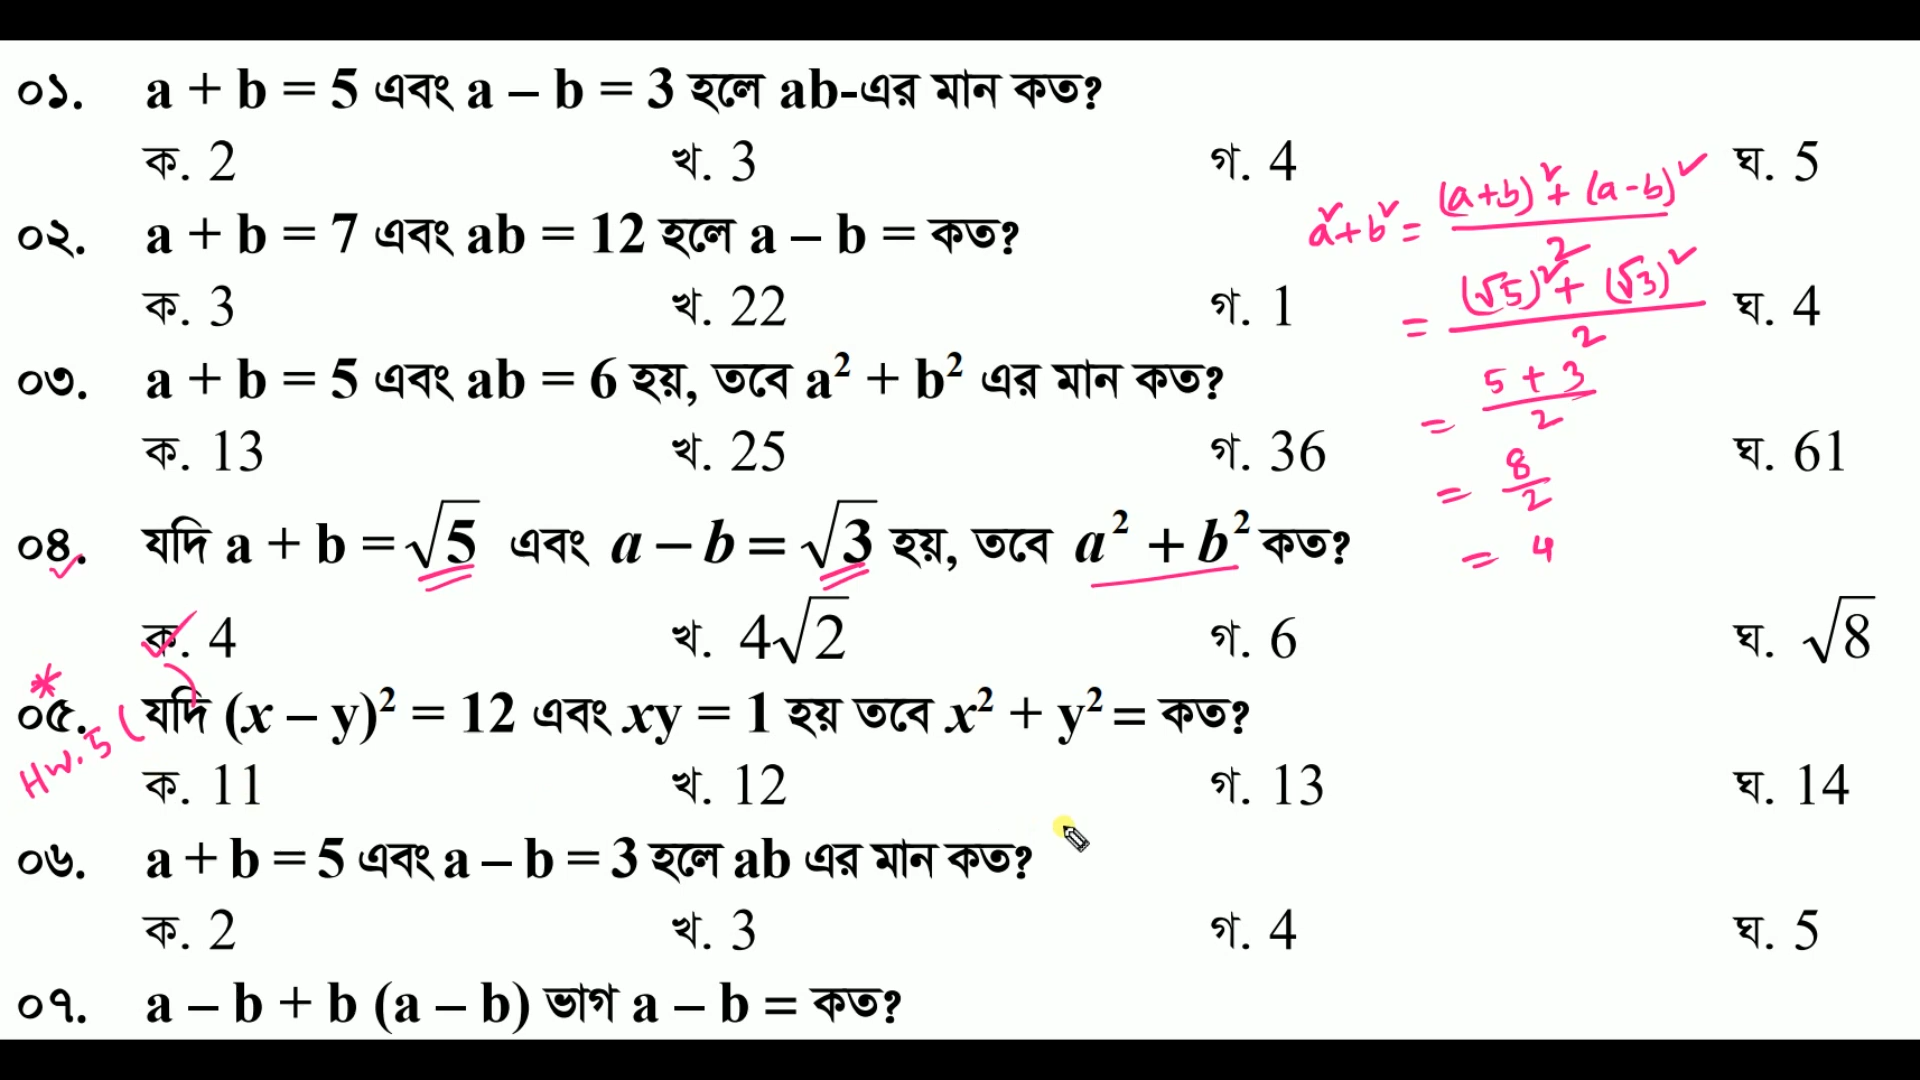 ০১. a + b = 5 এবং a – b = 3 হলে ab-এর মান কত?
ক. 2 খ. 3 গ. 4 ঘ. 5
০২. a + b = 7 এবং ab = 12 হলে a – b = কত?
ক. 3 খ. 22 গ. 1 ঘ. 4
০৩. a + b = 5 এবং ab = 6 হয়, তবে a² + b² এর মান কত?
ক. 13 খ. 25 গ. 36 ঘ. 61
০৪. যদি a + b = √5 এবং a – b = √3 হয়, তবে a² + b² কত?
ক. 4 খ. 4√2 গ. 6 ঘ. √8
০৫. যদি (x – y)² = 12 এবং xy = 1 হয় তবে x² + y² = কত?
ক. 11 খ. 12 গ. 13 ঘ. 14
০৬. a + b = 5 এবং a – b = 3 হলে ab এর মান কত?
ক. 2 খ. 3 গ. 4 ঘ. 5
০৭. a – b + b (a – b) ভাগ a – b = কত?
a² + b² = (a+b)² + (a-b)² / 2
= (√5)² + (√3)² / 2
= 5 + 3 / 2
= 8/2
= 4
* HW. 5 ( )